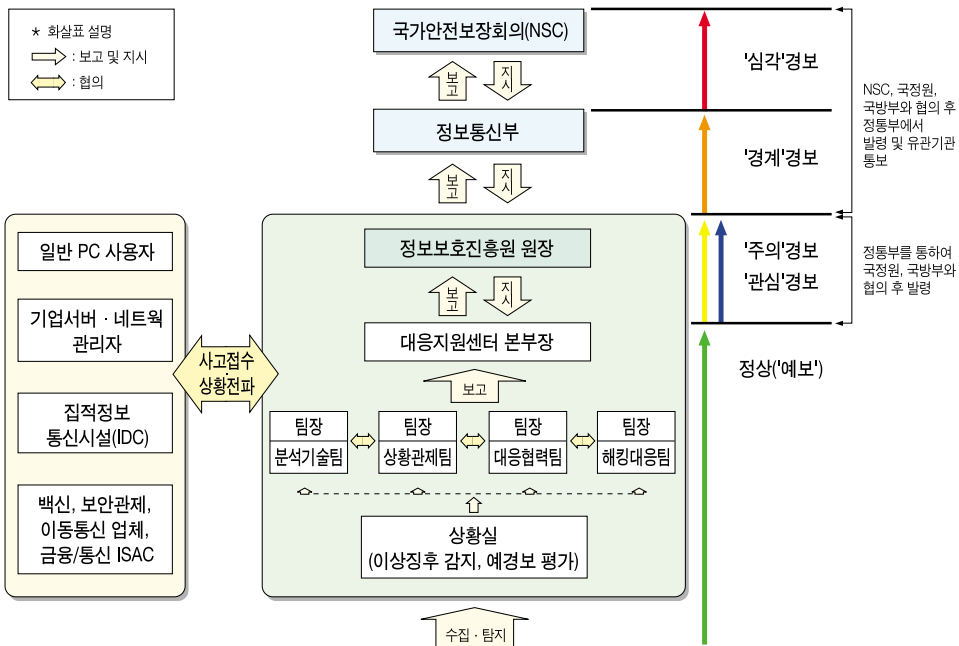 * 화살표 설명
: 보고 및 지시
: 협의
국가안전보장회의(NSC)
보고
지시
정보통신부
보고
지시
'심각'경보
'경계'경보
NSC, 국정원,
국방부와 협의 후
정통부에서
발령 및 유관기관
통보
일반 PC 사용자
기업서버 · 네트웍
관리자
집적정보
통신시설(IDC)
백신, 보안관제,
이동통신 업체,
금융/통신 ISAC
사고접수
·
상황전파
정보보호진흥원 원장
보고
지시
대응지원센터 본부장
보고
팀장
분석기술팀
팀장
상황관제팀
팀장
대응협력팀
팀장
해킹대응팀
상황실
(이상징후 감지, 예경보 평가)
수집 · 탐지
'주의'경보
'관심'경보
정통부를 통하여
국정원, 국방부와
협의 후 발령
정상('예보')